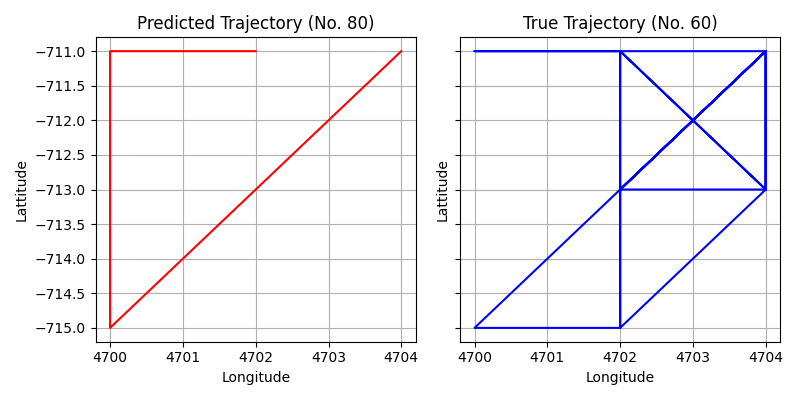 Predicted Trajectory (No. 80)
True Trajectory (No. 60)
−711.0
−711.5
−712.0
−712.5
−713.0
−713.5
−714.0
−714.5
−715.0
Lattitude
Lattitude
4700 4701 4702 4703 4704
4700 4701 4702 4703 4704
Longitude
Longitude